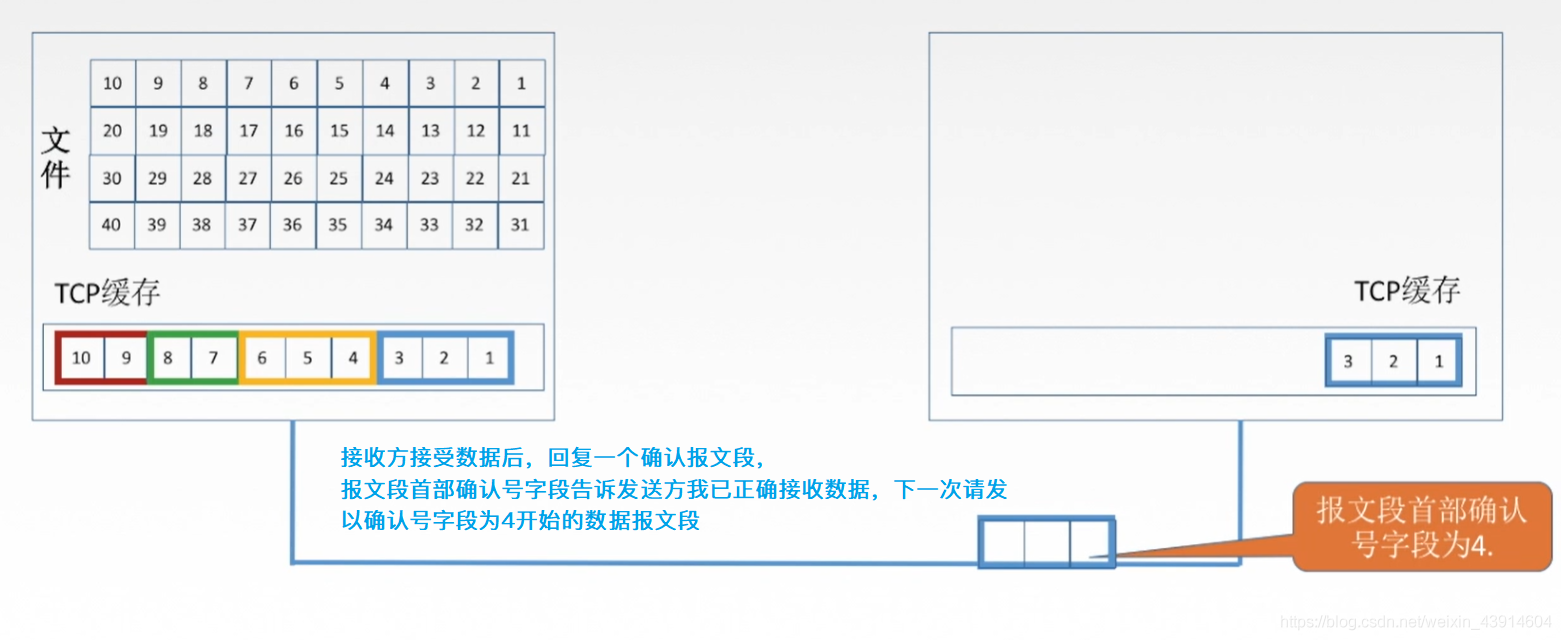 10 9 8 7 6 5 4 3 2 1
文件
20 19 18 17 16 15 14 13 12 11
30 29 28 27 26 25 24 23 22 21
40 39 38 37 36 35 34 33 32 31
TCP缓存
10 9 8 7 6 5 4 3 2 1
TCP缓存
3 2 1
接收方接受数据后，回复一个确认报文段，
报文段首部确认号字段告诉发送方我已正确接收数据，下一次请发
以确认号字段为4开始的数据报文段
报文段首部确认
号字段为4.
https://blog.csdn.net/weixin_43914604